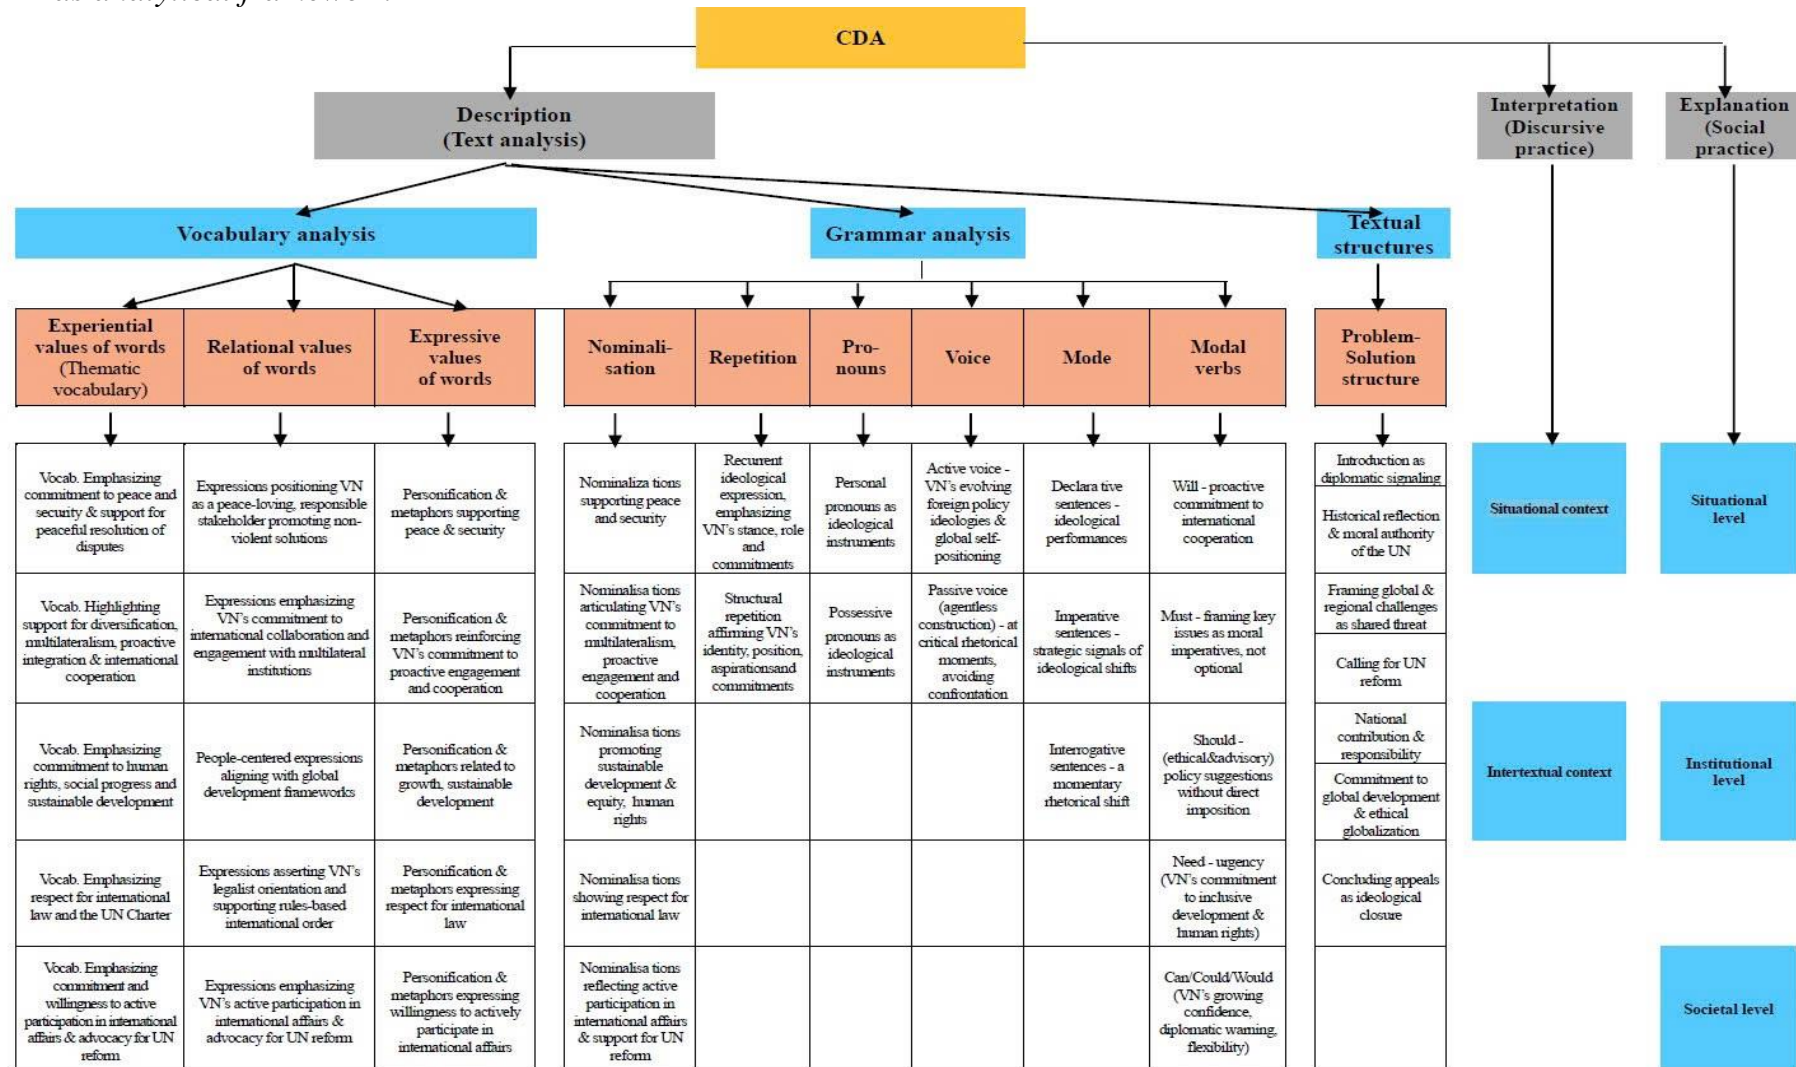 as analytical framework.
CDA
Description
(Text analysis)
Interpretation
(Discursive
practice)
Explanation
(Social
practice)
Vocabulary analysis
Grammar analysis
Textual
structures
Experiential
values of words
(Thematic
vocabulary)
Relational values
of words
Expressive
values
of words
Nominali-
sation
Repetition
Pro-
nouns
Voice
Mode
Modal
verbs
Problem-
Solution
structure
Vocab. Emphasizing
commitment to peace and
security & support for
peaceful resolution of
disputes
Expressions positioning VN
as a peace-loving, responsible
stakeholder promoting non-
violent solutions
Personification &
metaphors supporting
peace & security
Nominaliza tions
supporting peace
and security
Recurrent
ideological
expression,
emphasizing
VN's stance, role
and
commitments
Personal
pronouns as
ideological
instruments
Active voice -
VN's evolving
foreign policy
ideologies &
global self-
positioning
Declara tive
sentences -
ideological
performances
Will - proactive
commitment to
international
cooperation
Introduction as
diplomatic signaling
Historical reflection
& moral authority
of the UN
Situational context
Situational
level
Vocab. Highlighting
support for diversification,
multilateralism, proactive
integration & international
cooperation
Expressions emphasizing
VN's commitment to
international collaboration and
engagement with multilateral
institutions
Personification &
metaphors reinforcing
VN's commitment to
proactive engagement
and cooperation
Nominalisa tions
articulating VN's
commitment to
multilateralism,
proactive
engagement and
cooperation
Structural
repetition
affirming VN's
identity, position,
aspirationsand
commitments
Possessive
pronouns as
ideological
instruments
Passive voice
(agentless
construction) - at
critical rhetorical
moments,
avoiding
confrontation
Imperative
sentences -
strategic signals of
ideological shifts
Must - framing key
issues as moral
imperatives, not
optional
Framing global &
regional challenges
as shared threat
Calling for UN
reform
Vocab. Emphasizing
commitment to human
rights, social progress and
sustainable development
People-centered expressions
aligning with global
development frameworks
Personification &
metaphors related to
growth, sustainable
development
Nominalisa tions
promoting
sustainable
development &
equity, human
rights
Interrogative
sentences - a
momentary
rhetorical shift
Should -
(ethical&advisory)
policy suggestions
without direct
imposition
National
contribution &
responsibility
Commitment to
global development
& ethical
globalization
Intertextual context
Institutional
level
Vocab. Emphasizing
respect for international
law and the UN Charter
Expressions asserting VN's
legalist orientation and
supporting rules-based
international order
Personification &
metaphors expressing
respect for international
law
Nominalisa tions
showing respect for
international law
Need - urgency
(VN's commitment
to inclusive
development &
human rights)
Concluding appeals
as ideological
closure
Vocab. Emphasizing
commitment and
willingness to active
participation in international
affairs & advocacy for UN
reform
Expressions emphasizing
VN's active participation in
international affairs &
advocacy for UN reform
Personification &
metaphors expressing
willingness to actively
participate in
international affairs
Nominalisa tions
reflecting active
participation in
international affairs
& support for UN
reform
Can/Could/Would
(VN's growing
confidence,
diplomatic warning,
flexibility)
Societal level